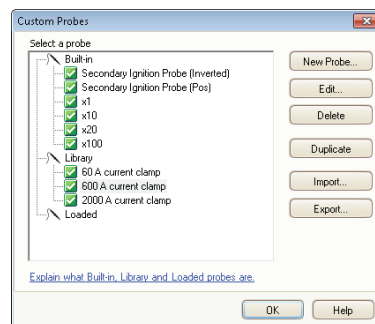 Custom Probes
Select a probe
Built-in
Secondary Ignition Probe (Inverted)
Secondary Ignition Probe (Pos)
x1
x10
x20
x100
Library
60 A current clamp
600 A current clamp
2000 A current clamp
Loaded
New Probe...
Edit...
Delete
Duplicate
Import...
Export...
Explain what Built-in, Library and Loaded probes are.
OK
Help